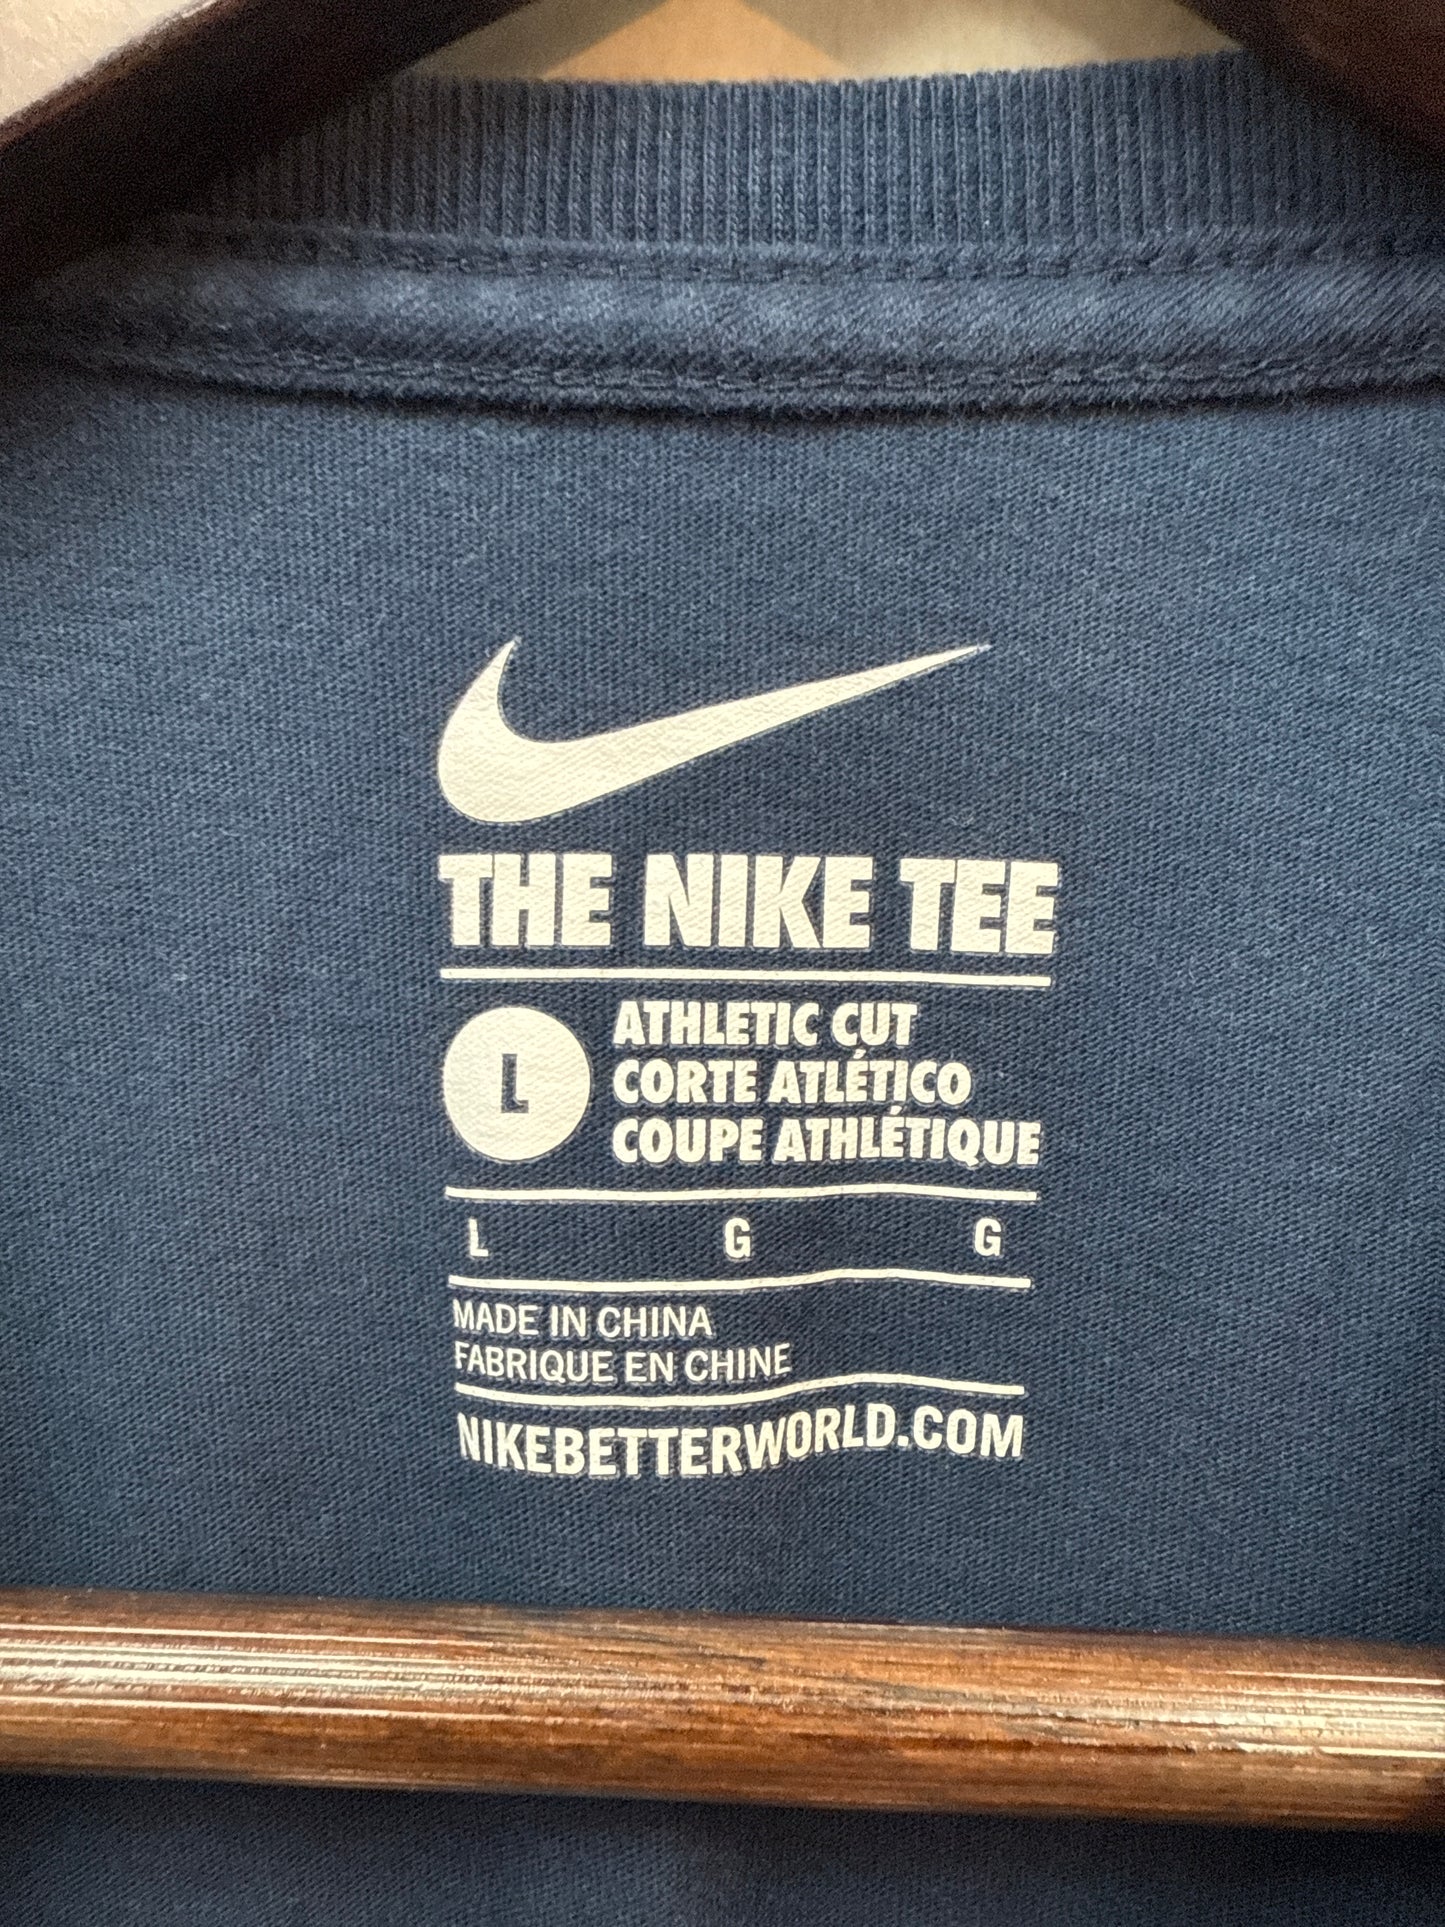 THE NIKE TEE
L
ATHLETIC CUT
CORTE ATLÉTICO
COUPE ATHLÉTIQUE
L G G
MADE IN CHINA
FABRIQUE EN CHINE
NIKEBETTERWORLD.COM